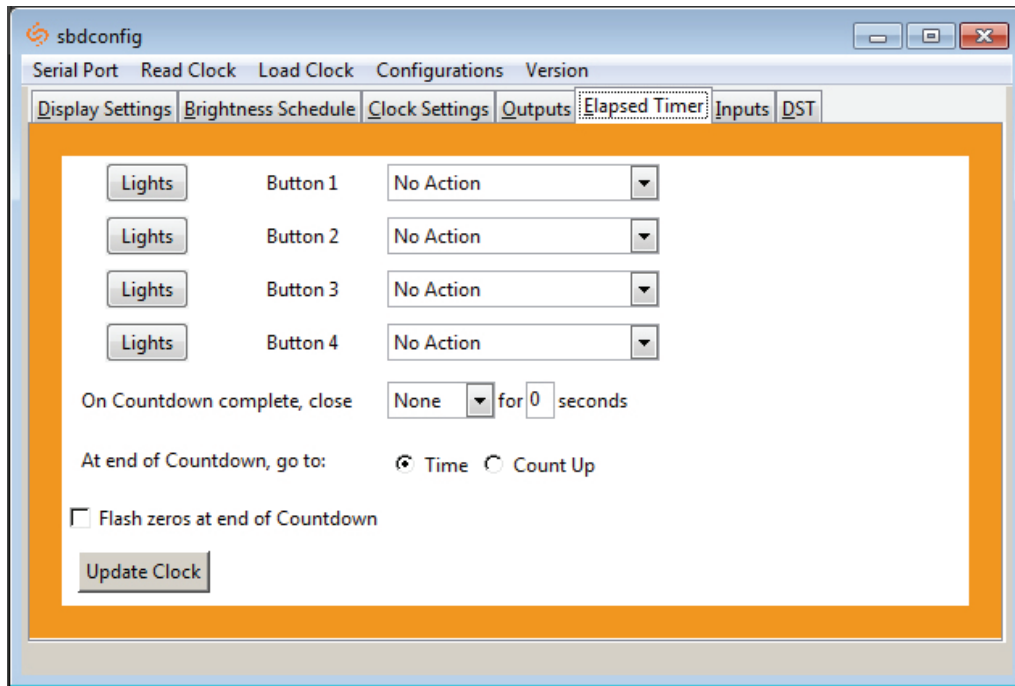 sbdconfig
Serial Port Read Clock Load Clock Configurations Version
Display Settings Brightness Schedule Clock Settings Outputs Elapsed Timer Inputs DST
Lights Button 1 No Action
Lights Button 2 No Action
Lights Button 3 No Action
Lights Button 4 No Action
On Countdown complete, close None for 0 seconds
At end of Countdown, go to: Time Count Up
Flash zeros at end of Countdown
Update Clock